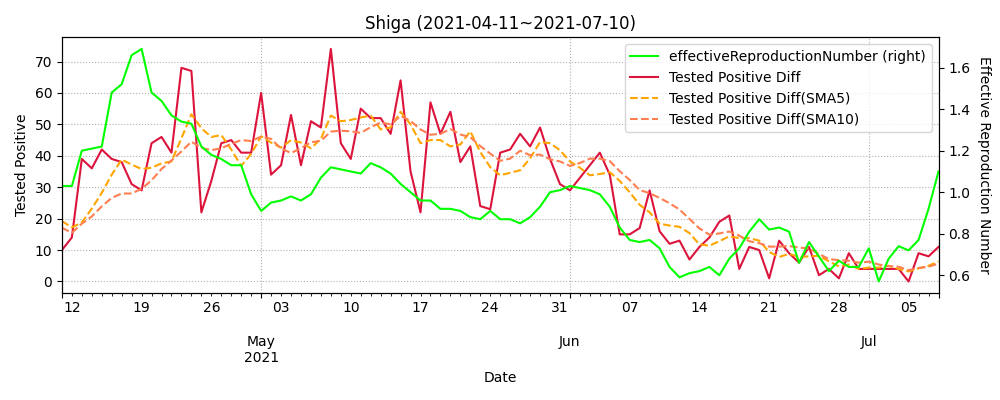 Shiga (2021-04-11~2021-07-10)
effectiveReproductionNumber (right)
Tested Positive Diff
Tested Positive Diff(SMA5)
Tested Positive Diff(SMA10)
Tested Positive
70
60
50
40
30
20
10
0
Effective Reproduction Number
1.6
1.4
1.2
1.0
0.8
0.6
12 19 26 03 10 17 24 07 14 21 28 05
May Jun Jul
2021
Date